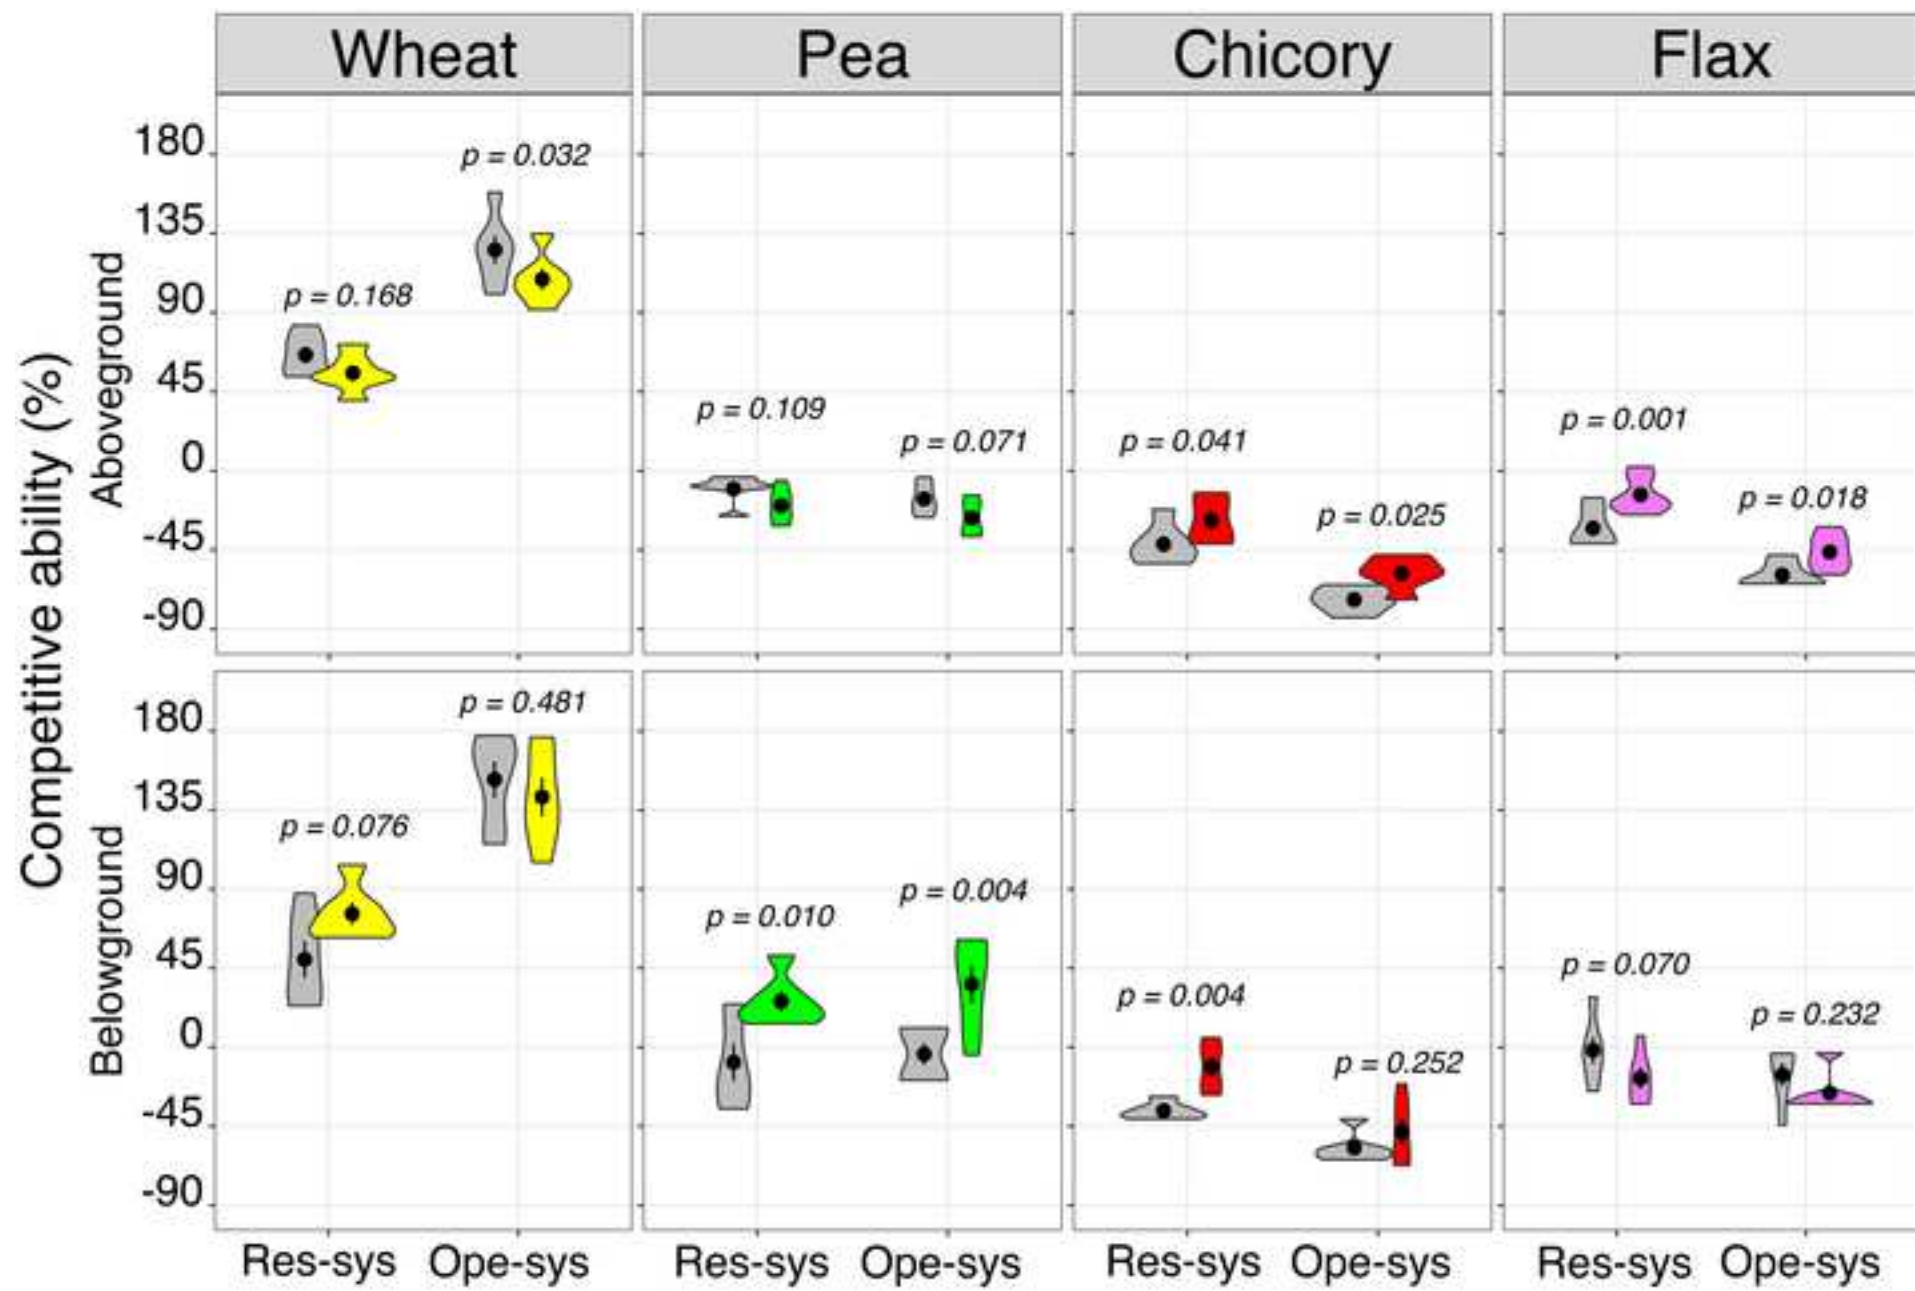 Wheat
Pea
Chicory
Flax
Competitive ability (%)
Aboveground
180
135
90
45
0
-45
-90
p = 0.168
p = 0.032
p = 0.109
p = 0.071
p = 0.041
p = 0.025
p = 0.001
p = 0.018
Belowground
180
135
90
45
0
-45
-90
p = 0.076
p = 0.481
p = 0.010
p = 0.004
p = 0.004
p = 0.252
p = 0.070
p = 0.232
Res-sys Ope-sys
Res-sys Ope-sys
Res-sys Ope-sys
Res-sys Ope-sys